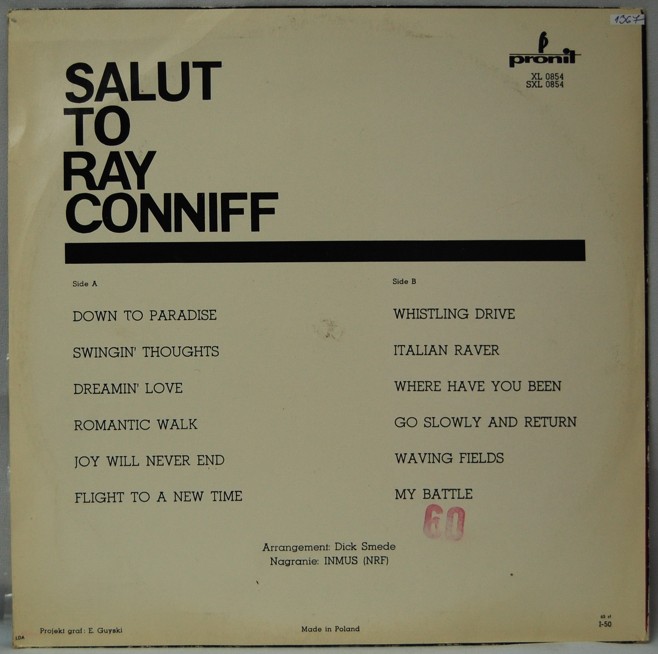 1367
pronit
XL 0854
SXL 0854
SALUT
TO
RAY
CONNIFF
Side A
DOWN TO PARADISE
SWINGIN' THOUGHTS
DREAMIN' LOVE
ROMANTIC WALK
JOY WILL NEVER END
FLIGHT TO A NEW TIME
Side B
WHISTLING DRIVE
ITALIAN RAVER
WHERE HAVE YOU BEEN
GO SLOWLY AND RETURN
WAVING FIELDS
MY BATTLE
GO
Arrangement: Dick Smede
Nagranie: INMUS (NRF)
Projekt graf: E. Guyski
Made in Poland
I-50